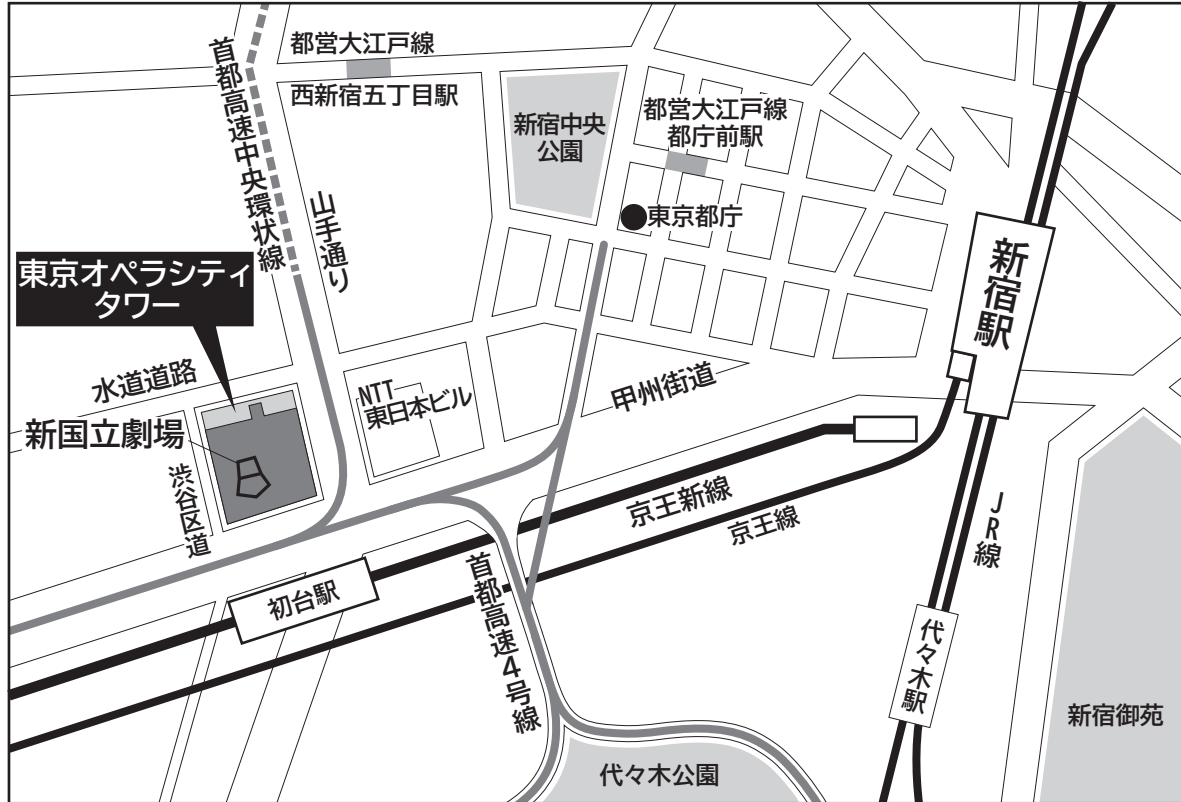 首都高速中央環状線
都営大江戸線
西新宿五丁目駅
新宿中央
公園
都営大江戸線
都庁前駅
東京都庁
山手通り
東京オペラシティ
タワー
新宿駅
水道道路
NTT
東日本ビル
甲州街道
新国立劇場
渋谷区道
京王新線
京王線
JR線
初台駅
首都高速4号線
代々木駅
新宿御苑
代々木公園